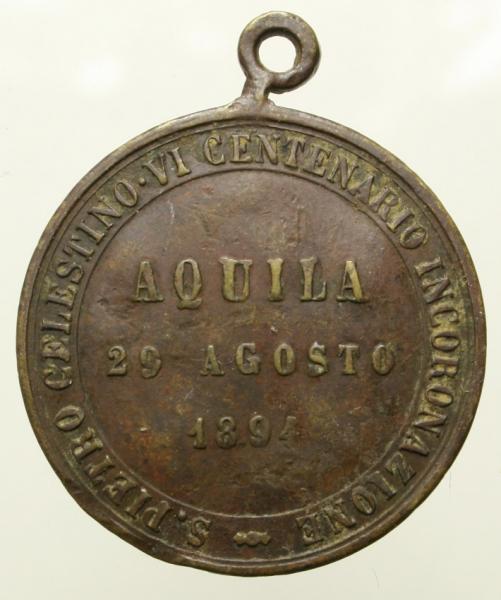 S. PIETRO CELESTINO · VI CENTENARIO INCORONAZIONE
AQUILA
29 AGOSTO
1894